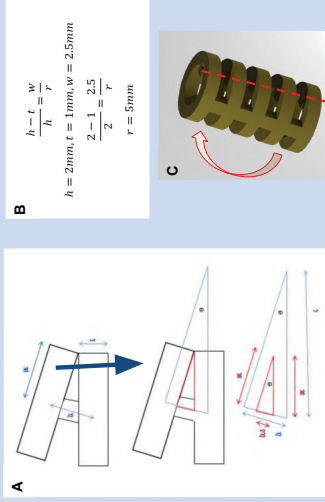 A
B
h − t / h = w / r
h = 2mm, t = 1mm, w = 2.5mm
2 − 1 / 2 = 2.5 / r
r = 5mm
C